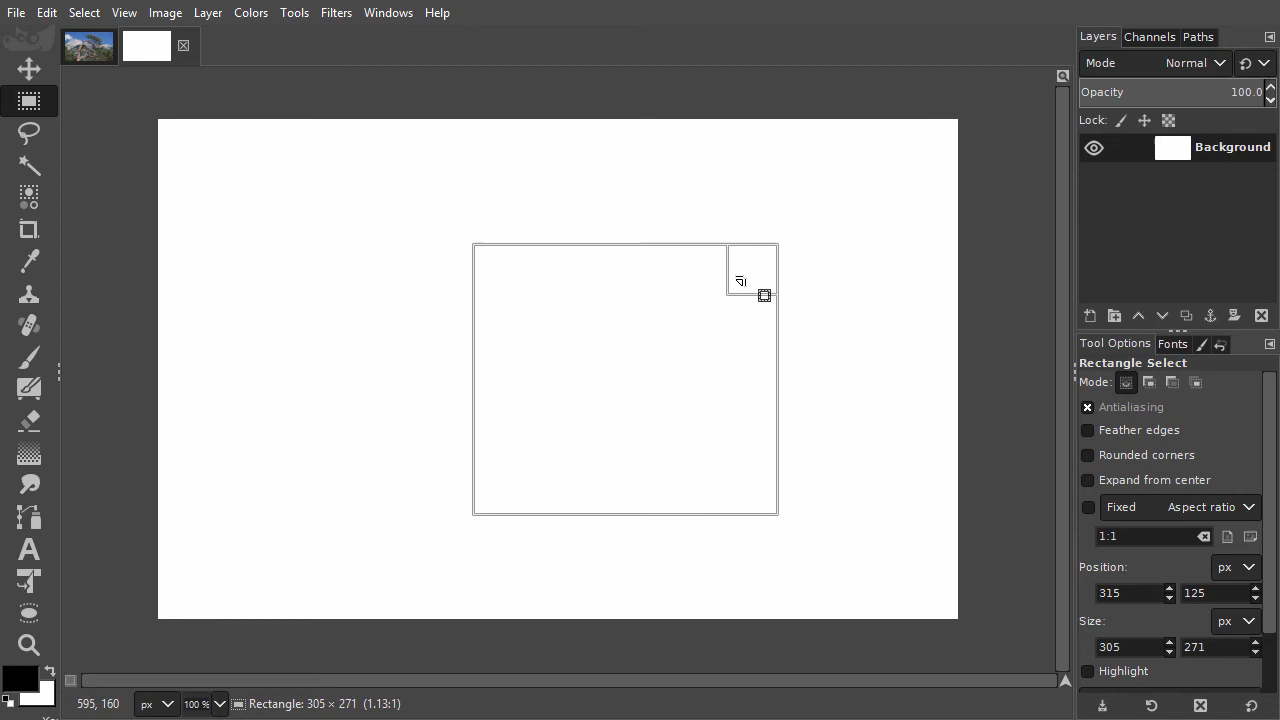 File Edit Select View Image Layer Colors Tools Filters Windows Help
Layers Channels Paths
Mode Normal
Opacity 100.0
Lock:
Background
Tool Options Fonts
Rectangle Select
Mode:
Antialiasing
Feather edges
Rounded corners
Expand from center
Fixed Aspect ratio
1:1
Position: px
315 125
Size: px
305 271
Highlight
595, 160 px 100 % Rectangle: 305 × 271 (1.13:1)